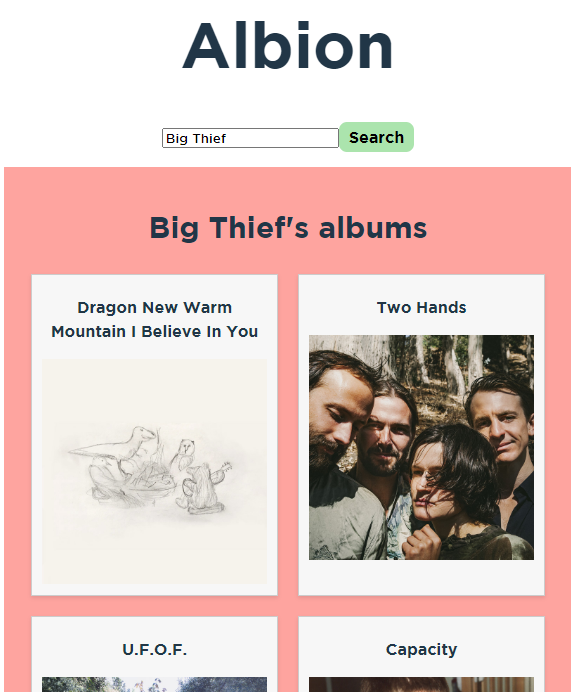 Albion
Big Thief
Search
Big Thief's albums
Dragon New Warm
Mountain I Believe In You
Two Hands
U.F.O.F.
Capacity